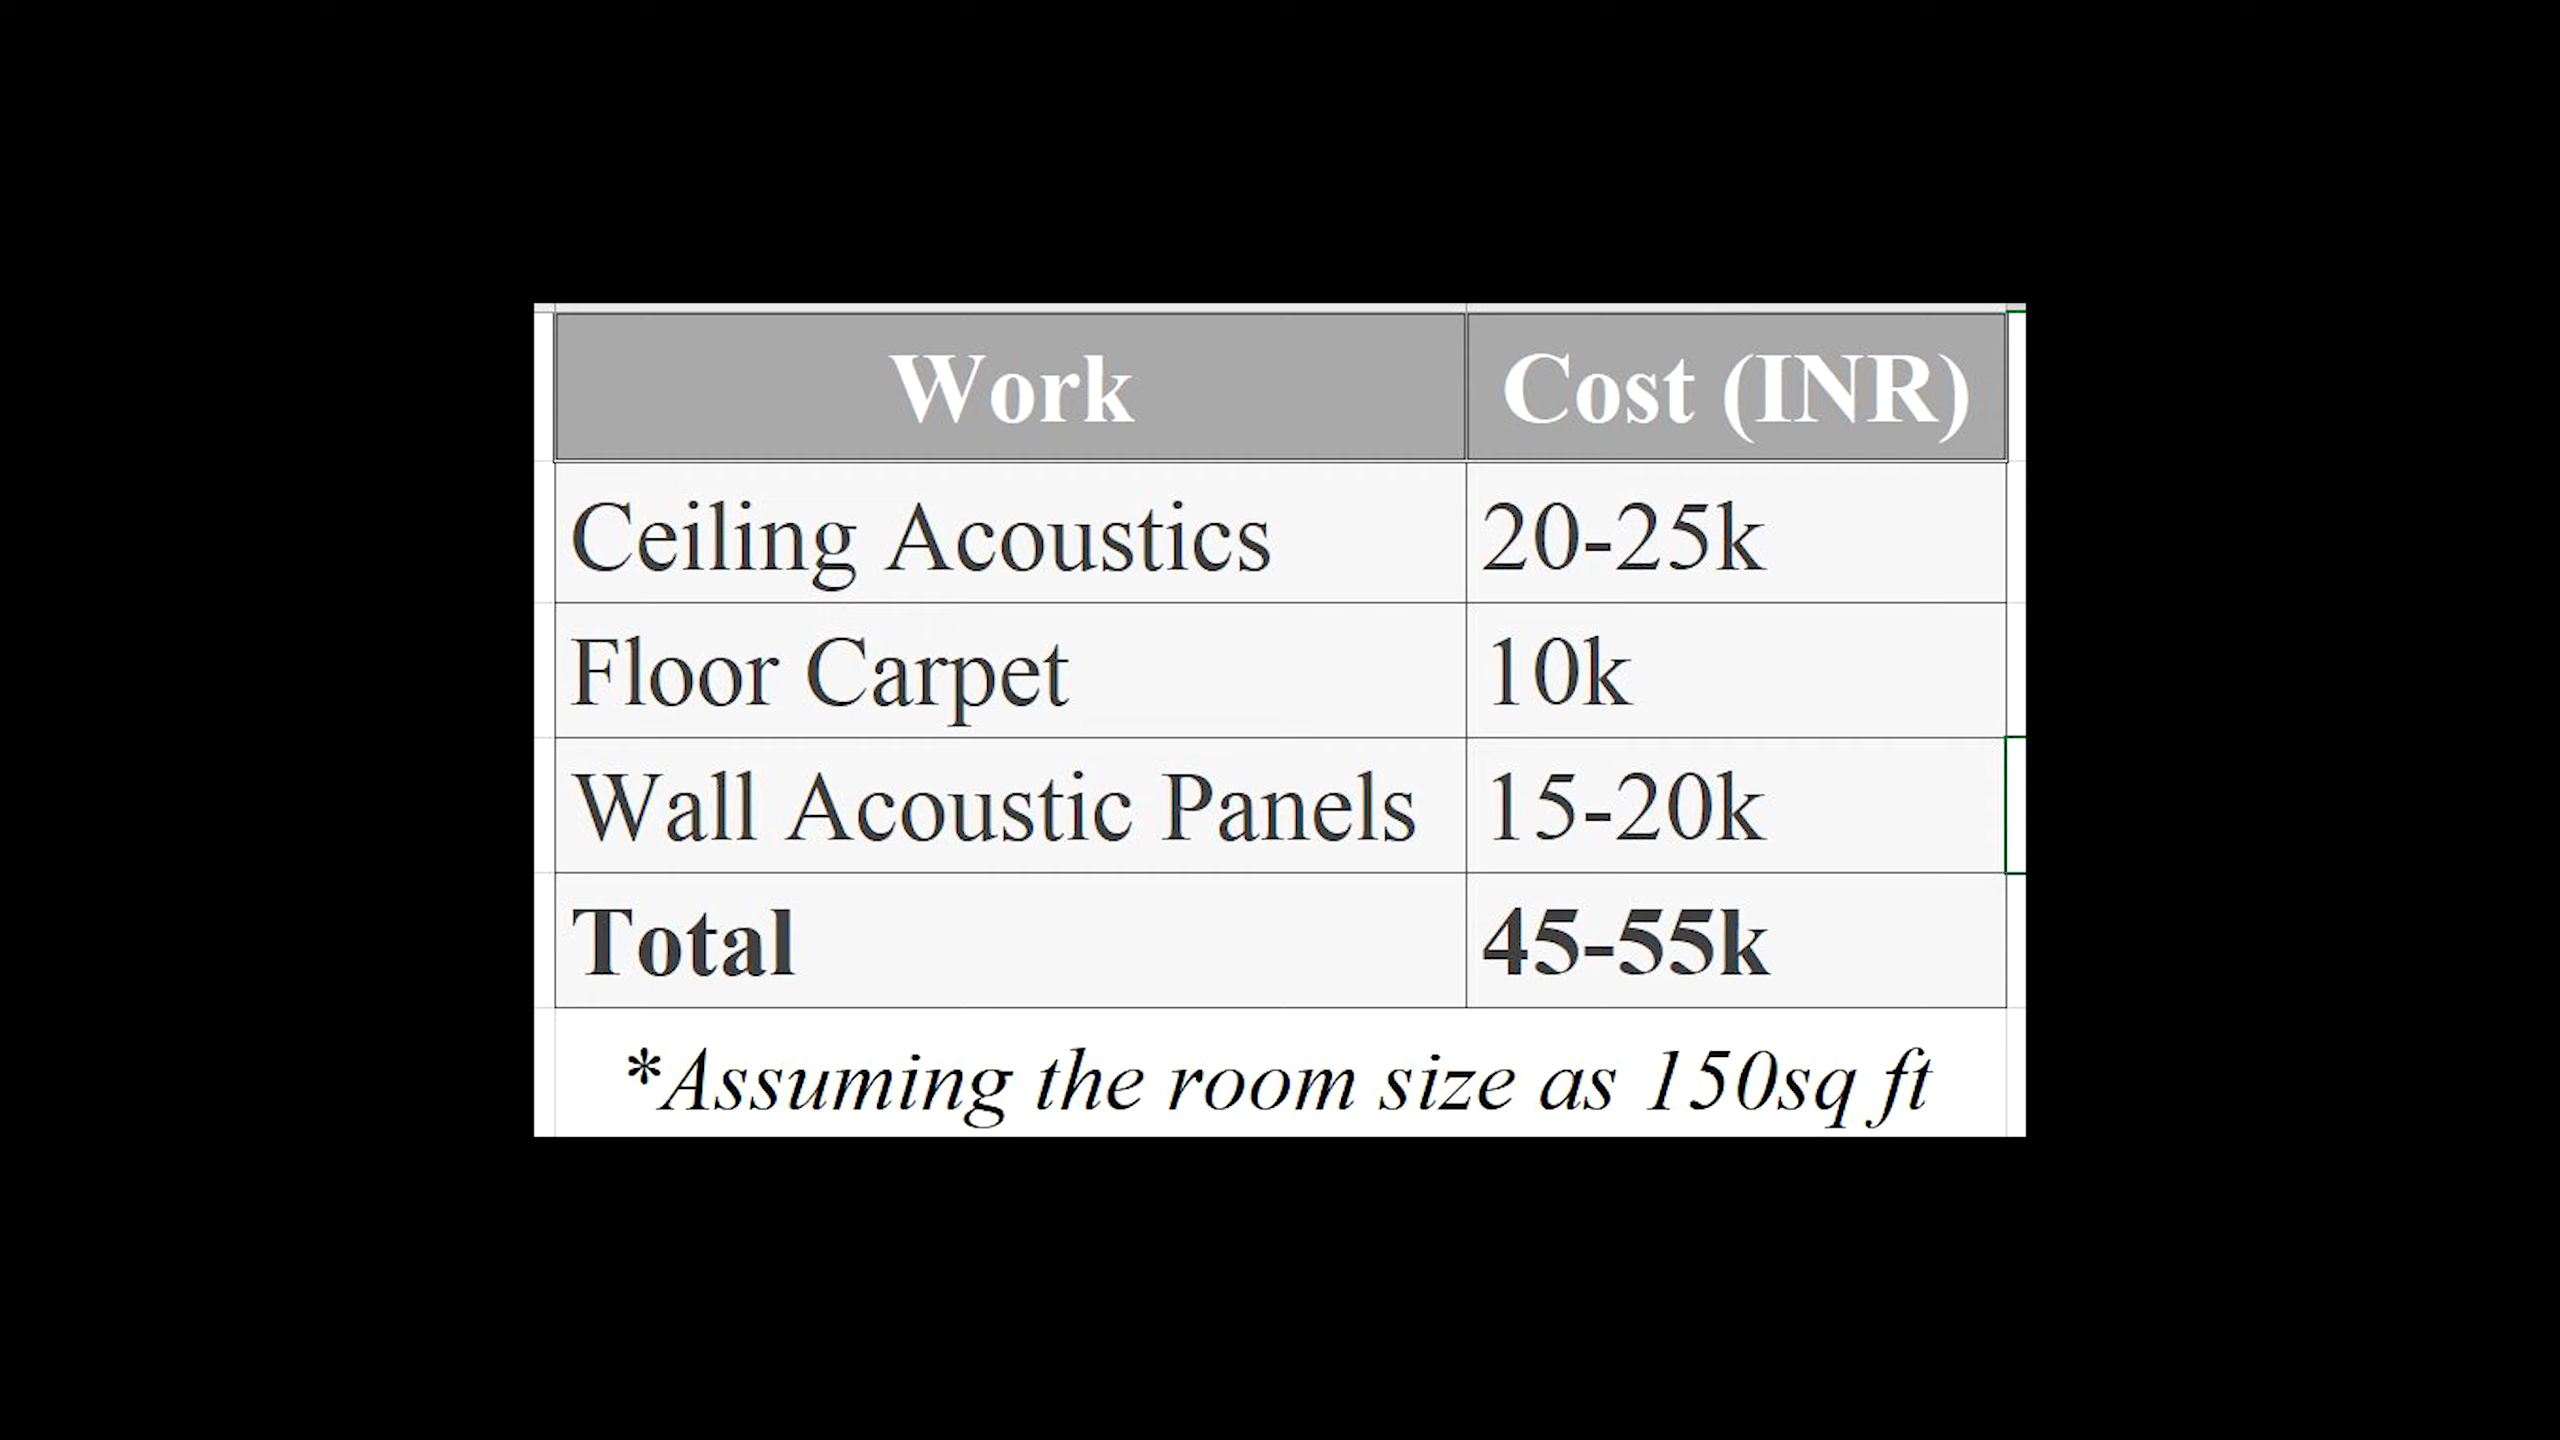 Work Cost (INR)
Ceiling Acoustics 20-25k
Floor Carpet 10k
Wall Acoustic Panels 15-20k
Total 45-55k
*Assuming the room size as 150sq ft